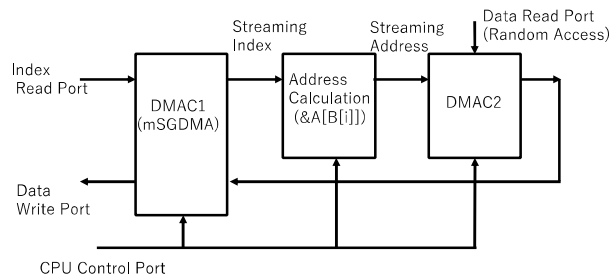 Streaming
Index
Streaming
Address
Data Read Port
(Random Access)
Index
Read Port
DMAC1
(mSGDMA)
Address
Calculation
(&A[B[i]])
DMAC2
Data
Write Port
CPU Control Port